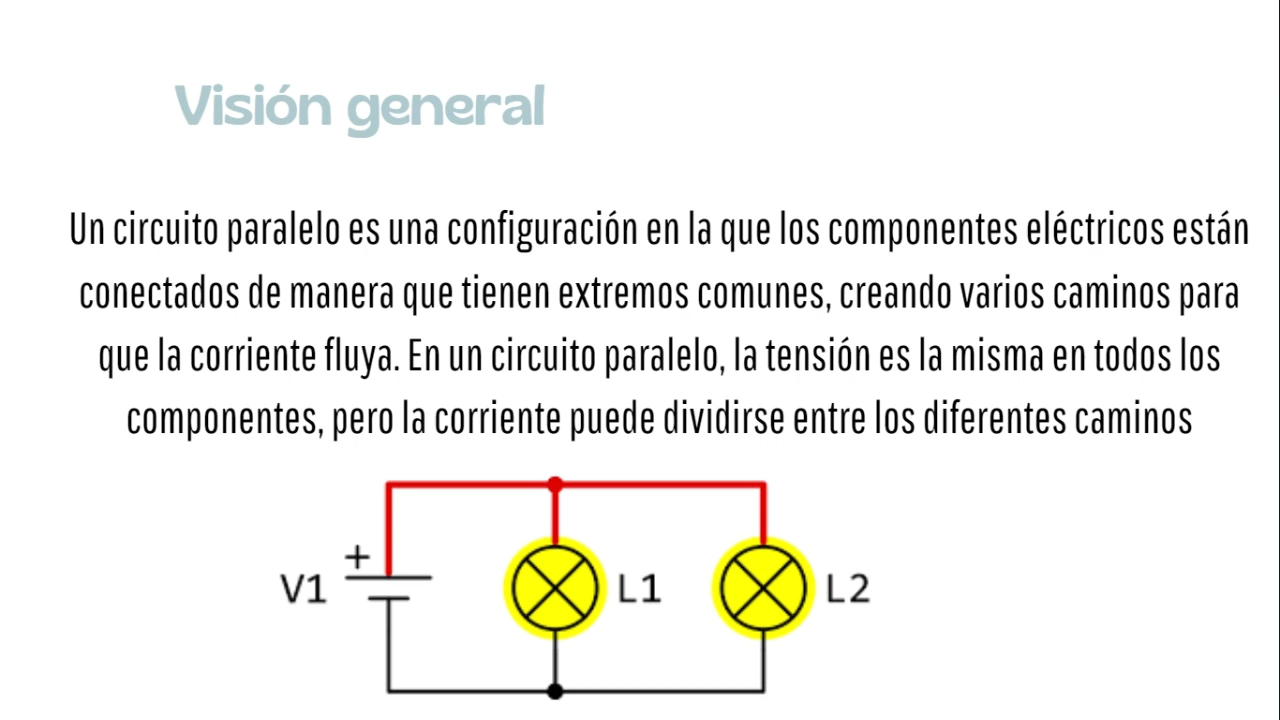 Visión general
Un circuito paralelo es una configuración en la que los componentes eléctricos están
conectados de manera que tienen extremos comunes, creando varios caminos para
que la corriente fluya. En un circuito paralelo, la tensión es la misma en todos los
componentes, pero la corriente puede dividirse entre los diferentes caminos
+
V1
L1
L2